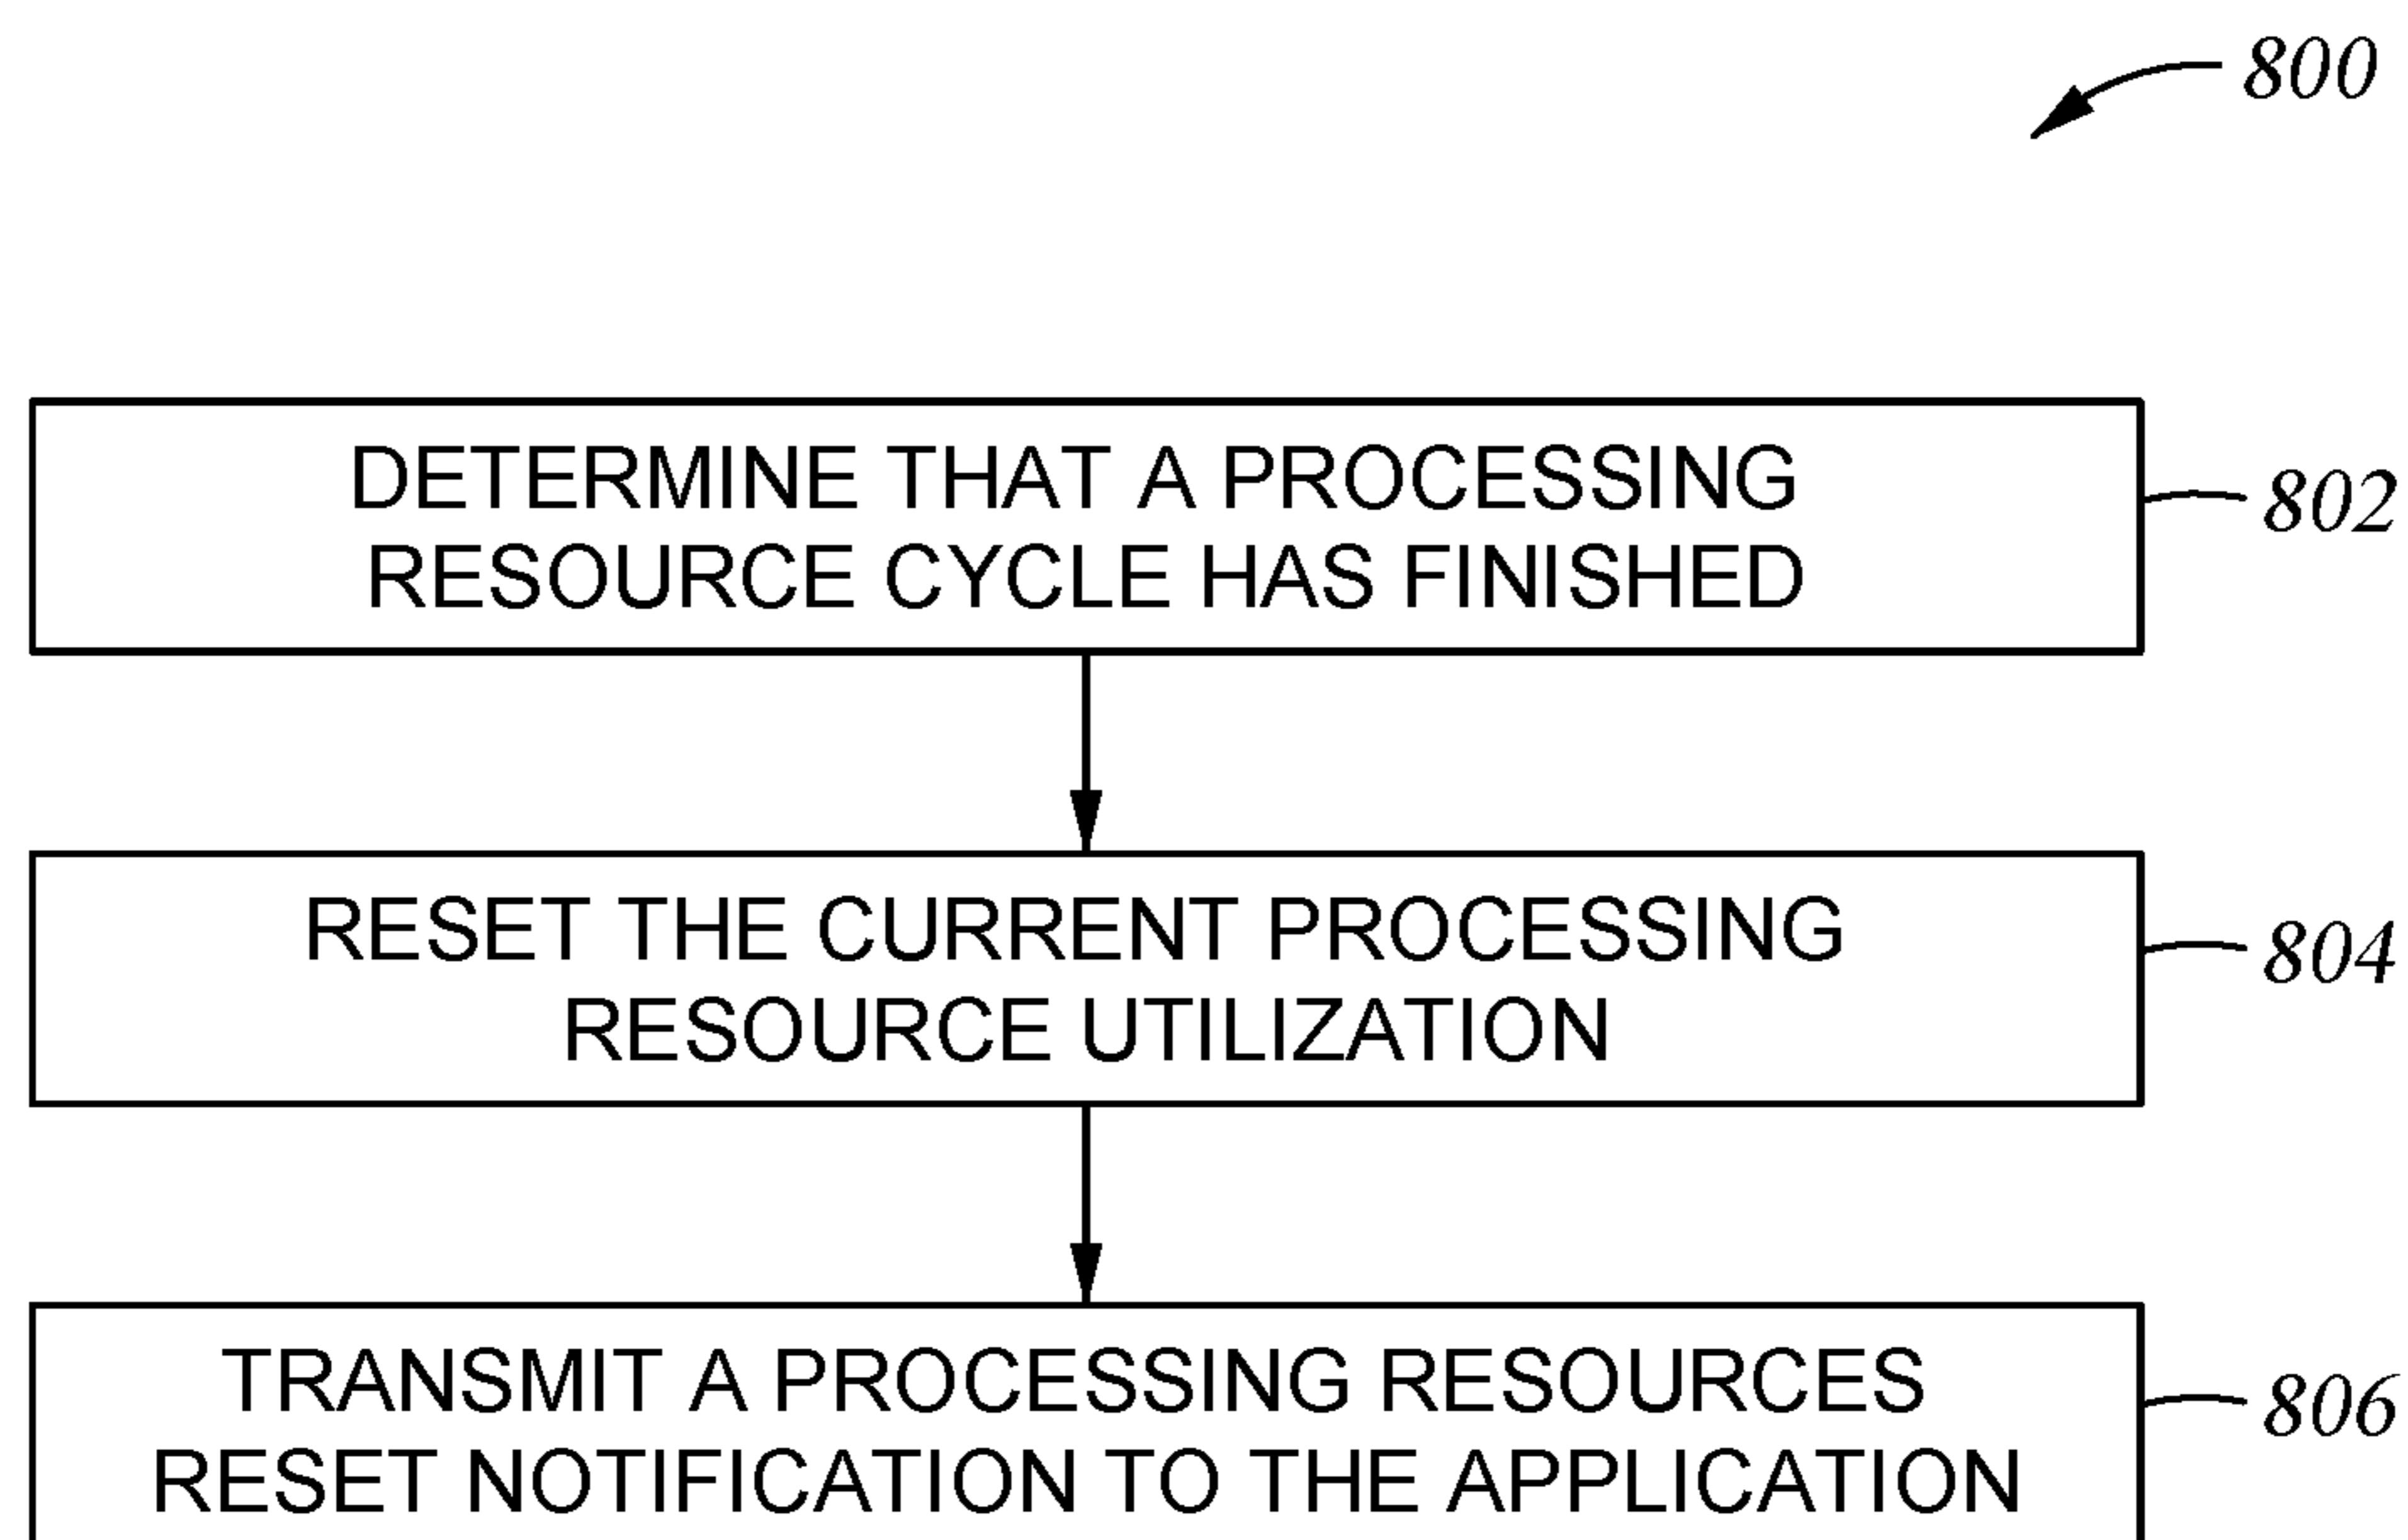 800
DETERMINE THAT A PROCESSING
RESOURCE CYCLE HAS FINISHED
802
RESET THE CURRENT PROCESSING
RESOURCE UTILIZATION
804
TRANSMIT A PROCESSING RESOURCES
RESET NOTIFICATION TO THE APPLICATION
806